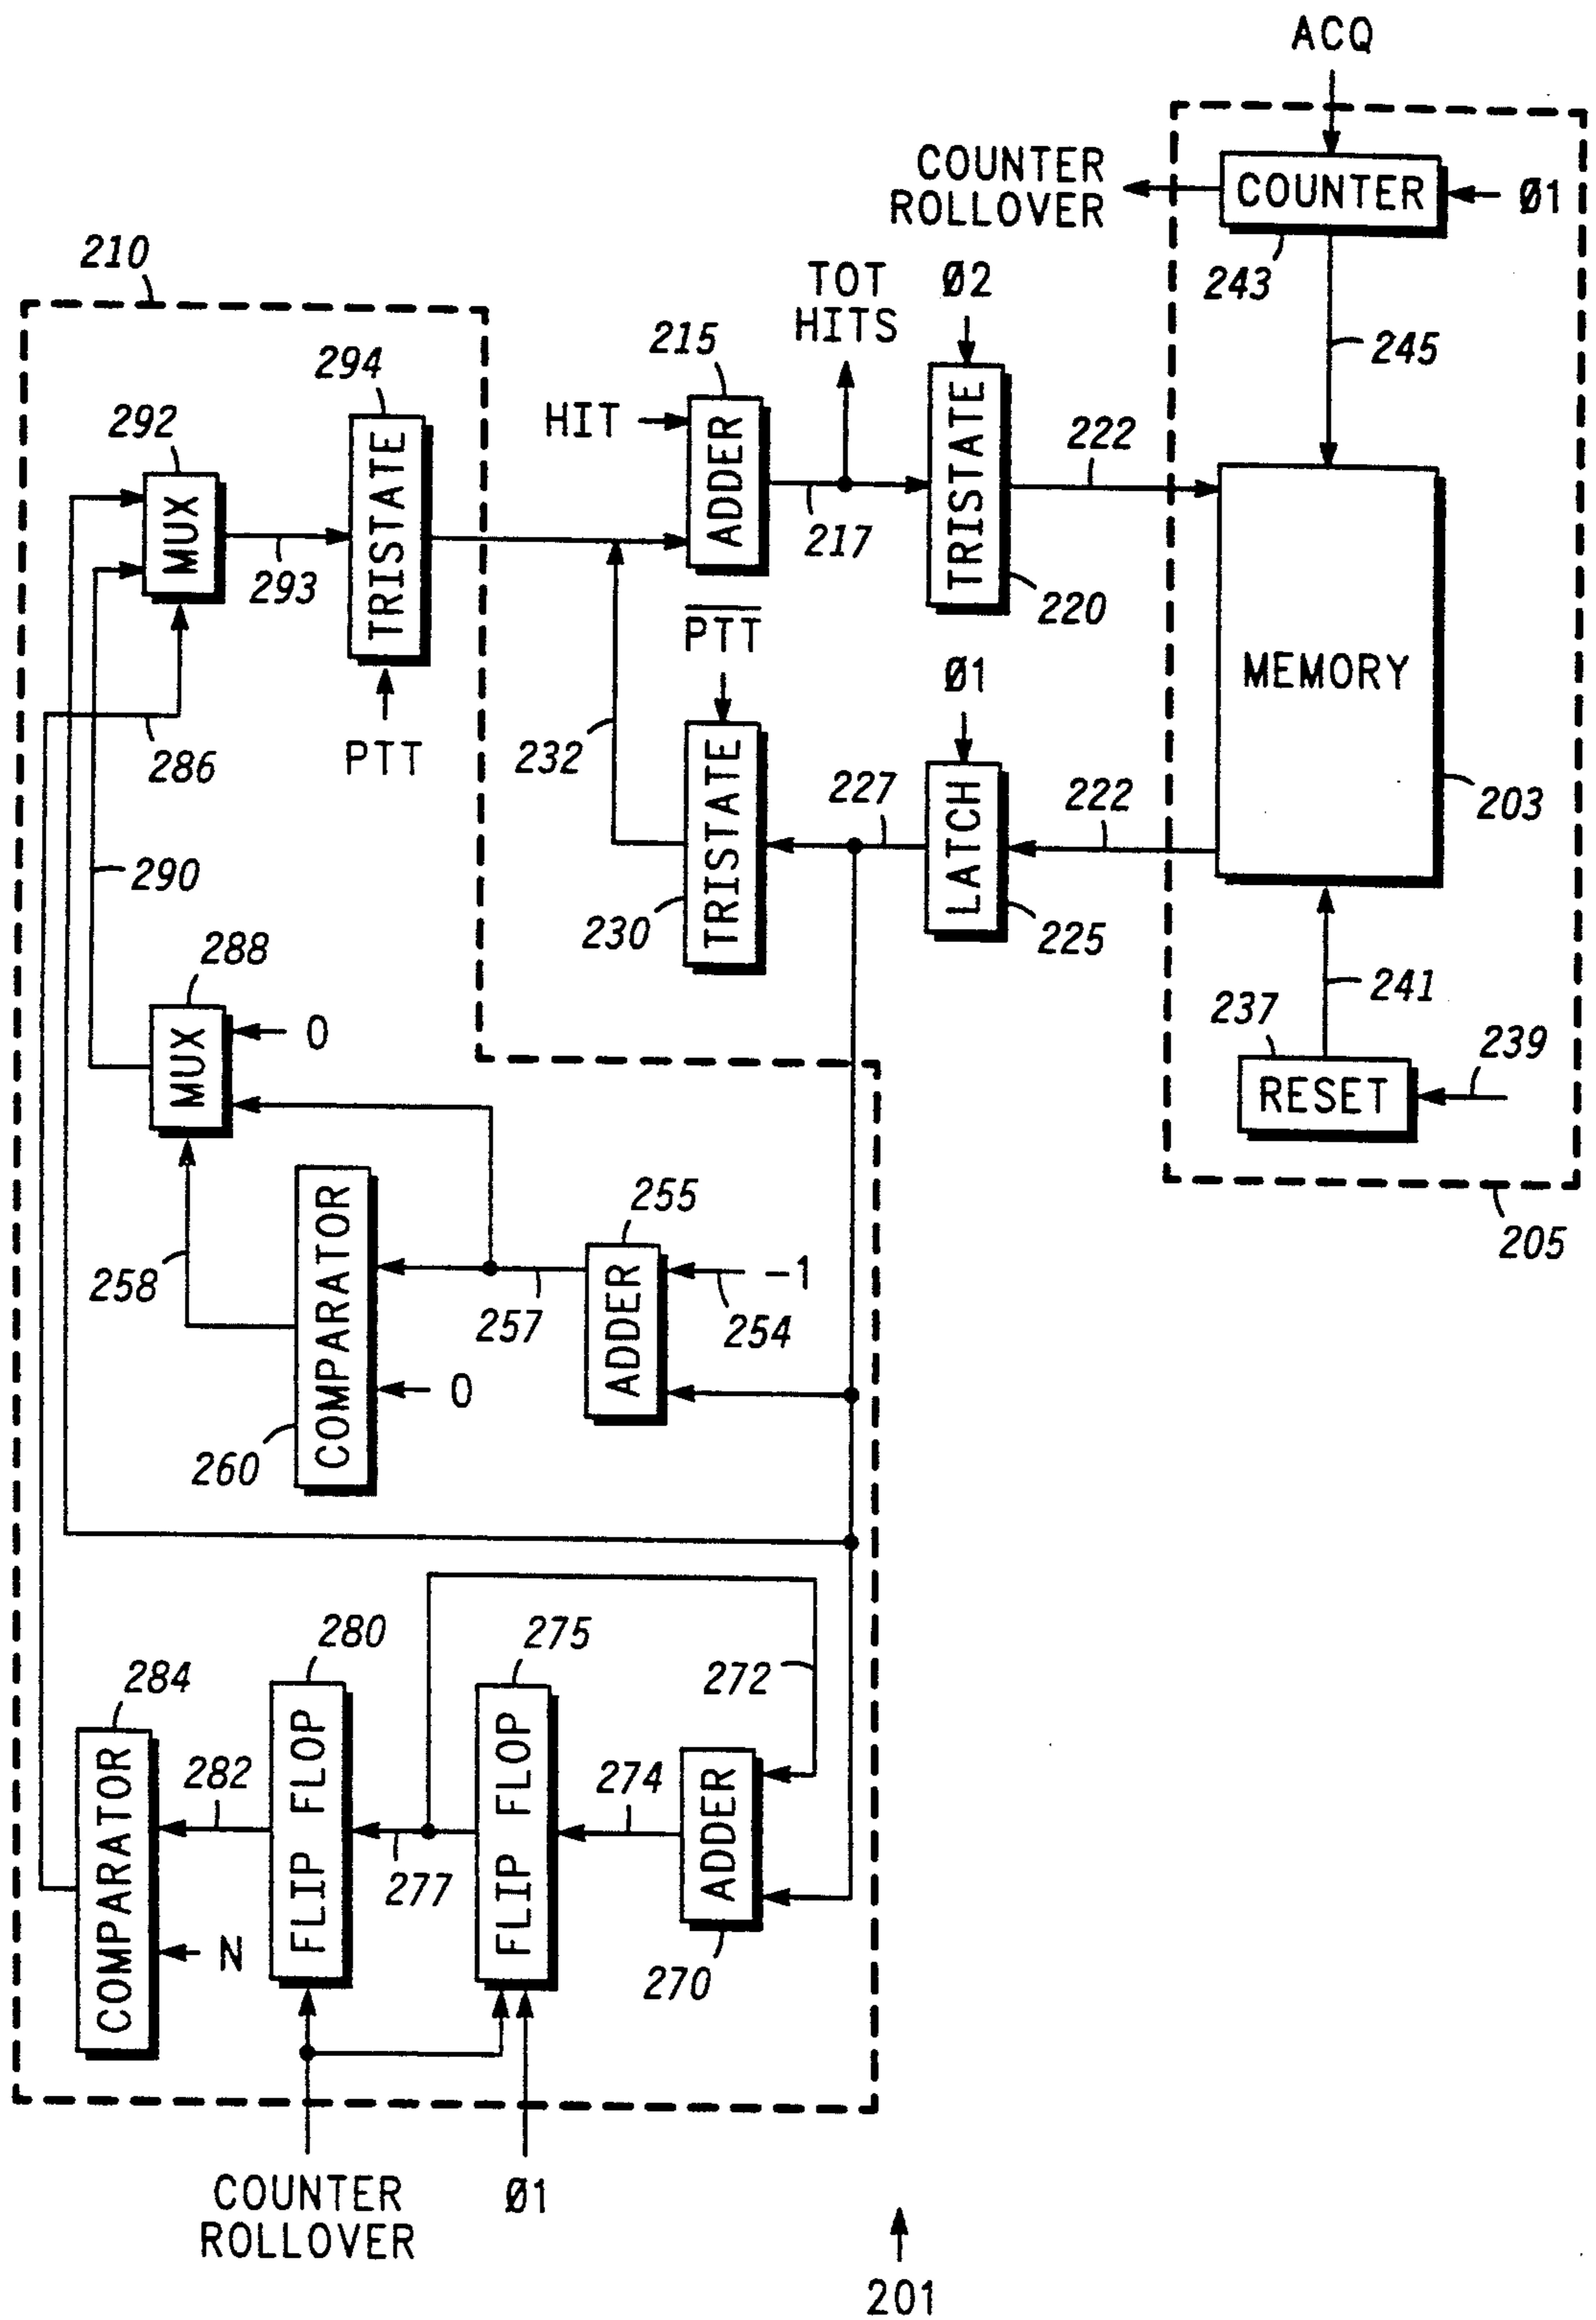 ACQ
COUNTER
ROLLOVER
COUNTER
Ø1
243
245
210
TOT
HITS
Ø2
215
294
292
HIT
ADDER
217
TRISTATE
222
220
MUX
293
TRISTATE
PTT
286
PTT
Ø1
232
TRISTATE
230
227
LATCH
225
222
MEMORY
203
290
288
MUX
0
237
241
239
RESET
205
258
COMPARATOR
260
0
257
255
ADDER
-1
254
280
275
272
284
COMPARATOR
282
FLIP FLOP
277
FLIP FLOP
274
ADDER
270
N
COUNTER
ROLLOVER
Ø1
201